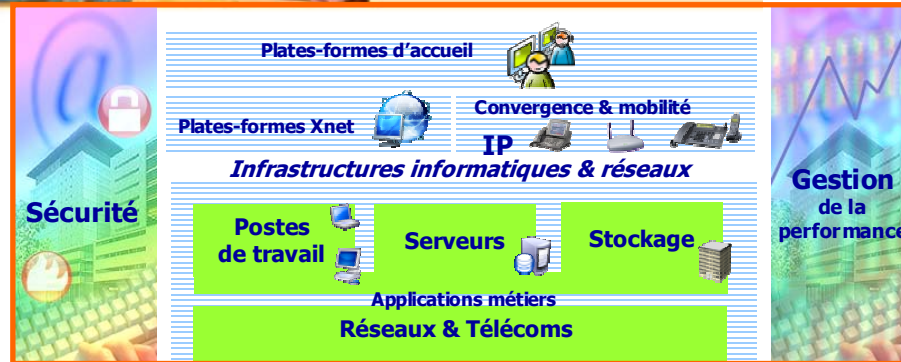 Plates-formes d'accueil
Plates-formes Xnet
Convergence & mobilité
IP
Infrastructures informatiques & réseaux
Sécurité
Gestion
de la
performance
Postes
de travail
Serveurs
Stockage
Applications métiers
Réseaux & Télécoms